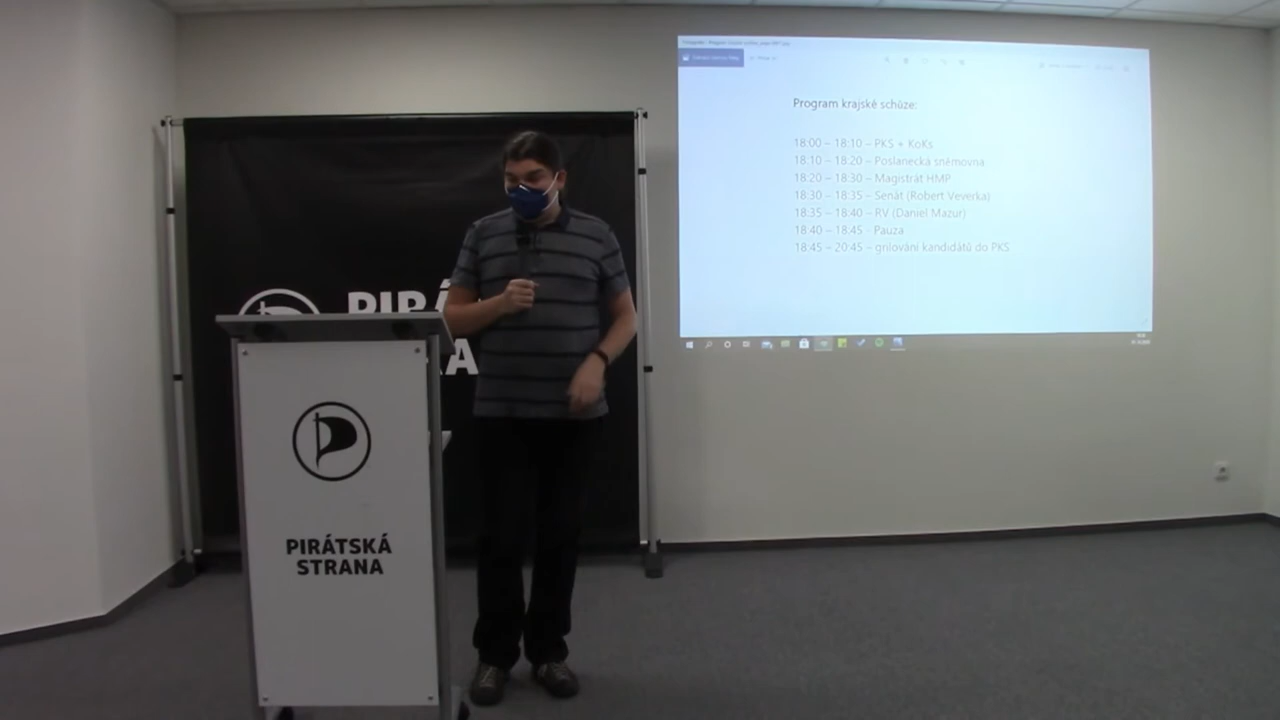 Program krajské schůze:
18:00 – 18:10 – PKS + KoKs
18:10 – 18:20 – Poslanecká sněmovna
18:20 – 18:30 – Magistrát HMP
18:30 – 18:35 – Senát (Robert Veverka)
18:35 – 18:40 – RV (Daniel Mazur)
18:40 – 18:45 - Pauza
18:45 – 20:45 – grilování kandidátů do PKS
PIRÁTSKÁ
STRANA